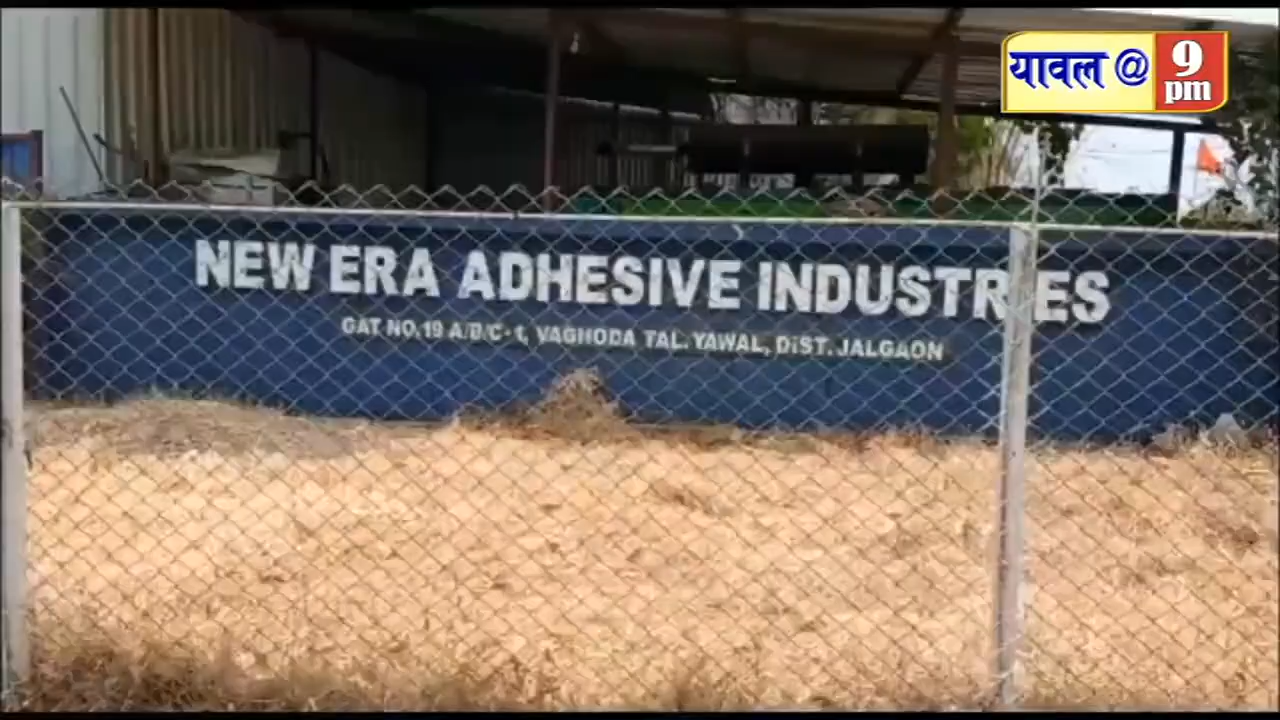 यावल @ 9 pm
NEW ERA ADHESIVE INDUSTRIES
GAT NO.19 A/B/C-1, VAGHODA TAL. YAWAL, DIST. JALGAON